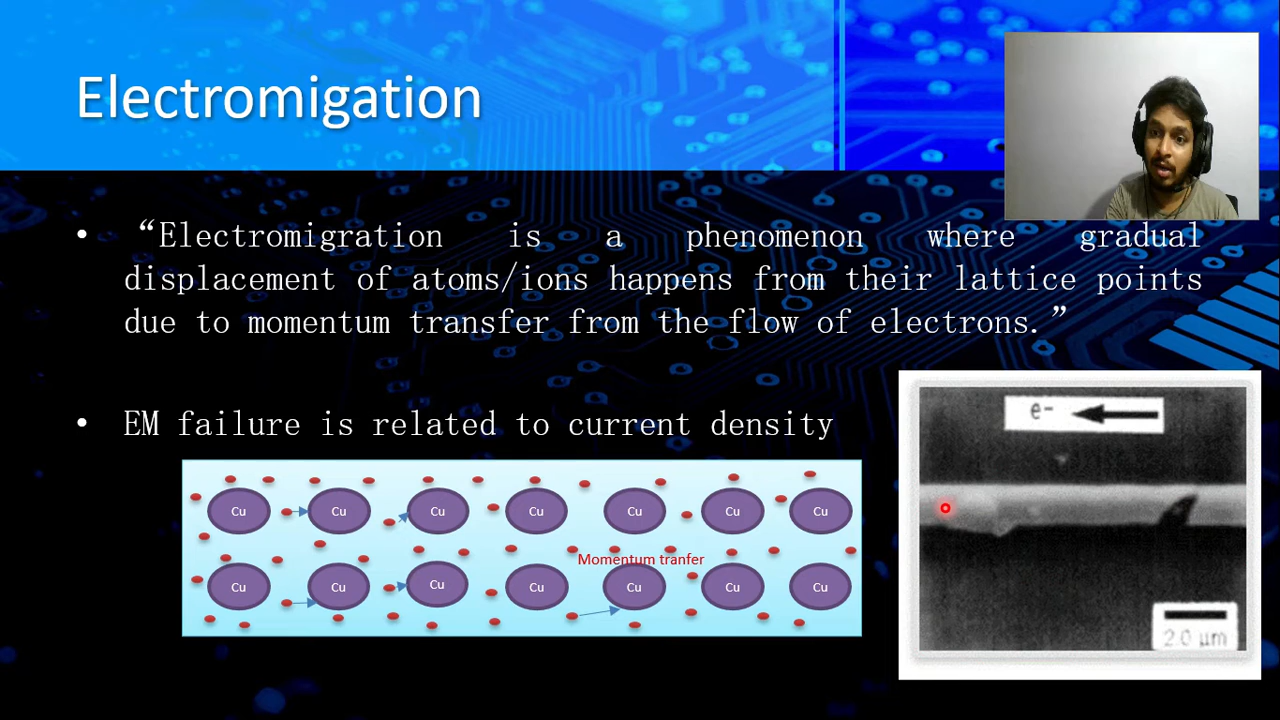 Electromigation
• “Electromigration is a phenomenon where gradual
displacement of atoms/ions happens from their lattice points
due to momentum transfer from the flow of electrons.”
• EM failure is related to current density
Cu Cu Cu Cu Cu Cu Cu
Momentum tranfer
Cu Cu Cu Cu Cu Cu Cu
e-
2.0 µm